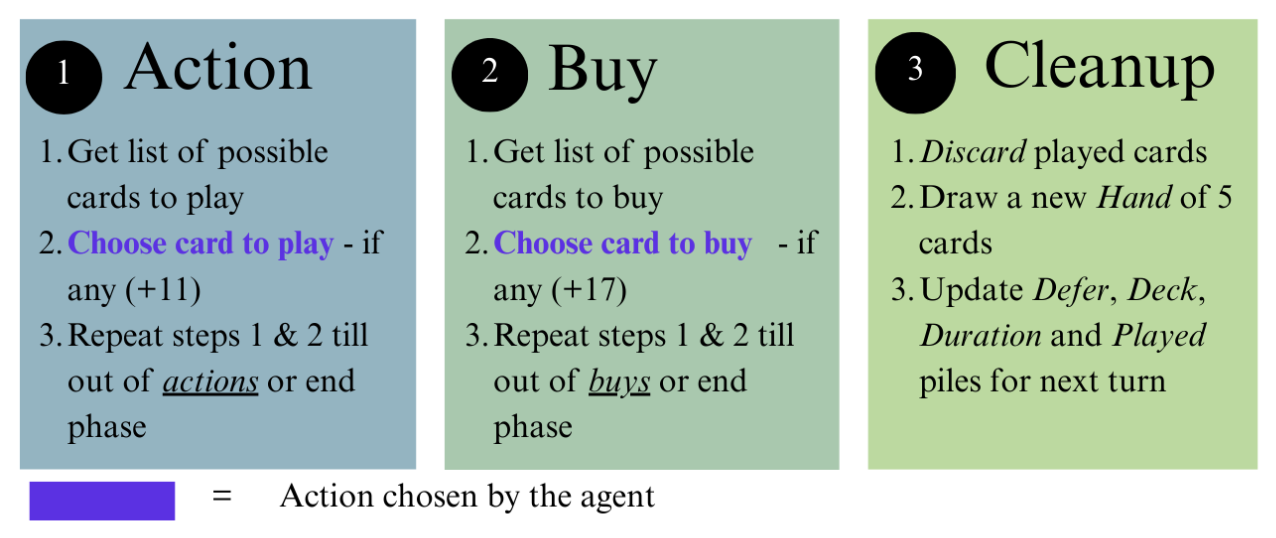 1 Action
1. Get list of possible
cards to play
2. Choose card to play - if
any (+11)
3. Repeat steps 1 & 2 till
out of actions or end
phase
2 Buy
1. Get list of possible
cards to buy
2. Choose card to buy - if
any (+17)
3. Repeat steps 1 & 2 till
out of buys or end
phase
3 Cleanup
1. Discard played cards
2. Draw a new Hand of 5
cards
3. Update Defer, Deck,
Duration and Played
piles for next turn
= Action chosen by the agent